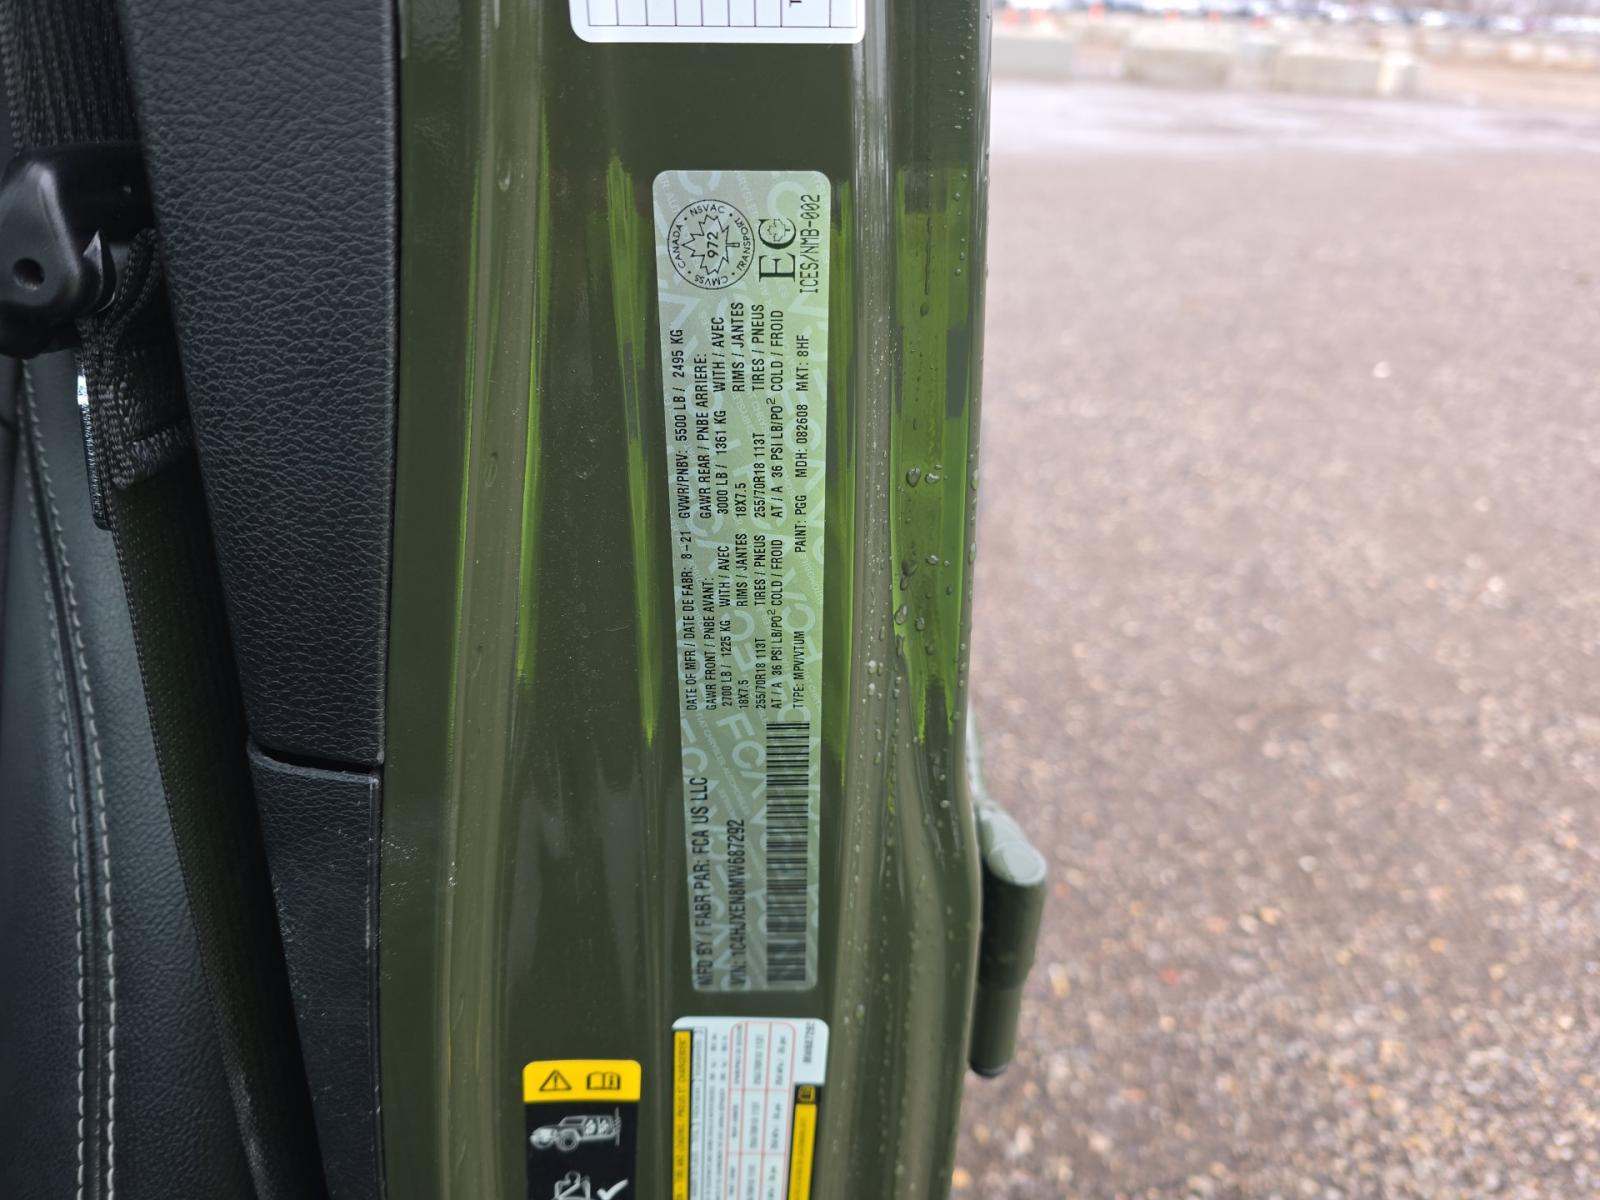 MFD BY / FABR PAR: FCA US LLC
DATE OF MFR / DATE DE FABR: 8-21 GVWR/PNBV: 5500 LB / 2495 KG
GAWR FRONT / PNBE AVANT: GAWR REAR / PNBE ARRIERE:
2700 LB / 1225 KG WITH / AVEC 3000 LB / 1361 KG WITH / AVEC
18X7.5 RIMS / JANTES 18X7.5 RIMS / JANTES
255/70R18 113T TIRES / PNEUS 255/70R18 113T TIRES / PNEUS
AT / A 36 PSI LB/PO² COLD / FROID AT / A 36 PSI LB/PO² COLD / FROID
VIN: 1C4HJXEN8MW687292
TYPE: MPV/VTUM PAINT: PGG MDH: 082608 MKT: 8HF
CANADA • NSVAC • TRANSPORT • CMVSS
972
EC
ICES/NMB-002